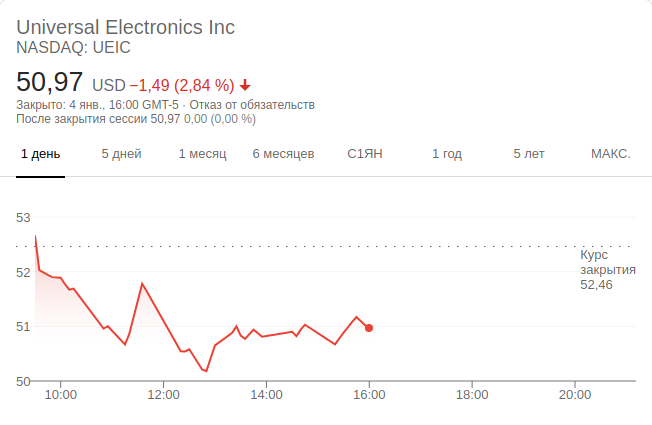 Universal Electronics Inc
NASDAQ: UEIC
50,97 USD −1,49 (2,84 %)
Закрыто: 4 янв., 16:00 GMT-5 · Отказ от обязательств
После закрытия сессии 50,97 0,00 (0,00 %)
1 день 5 дней 1 месяц 6 месяцев С1ЯН 1 год 5 лет МАКС.
53
Курс
закрытия
52,46
52
51
50
10:00 12:00 14:00 16:00 18:00 20:00